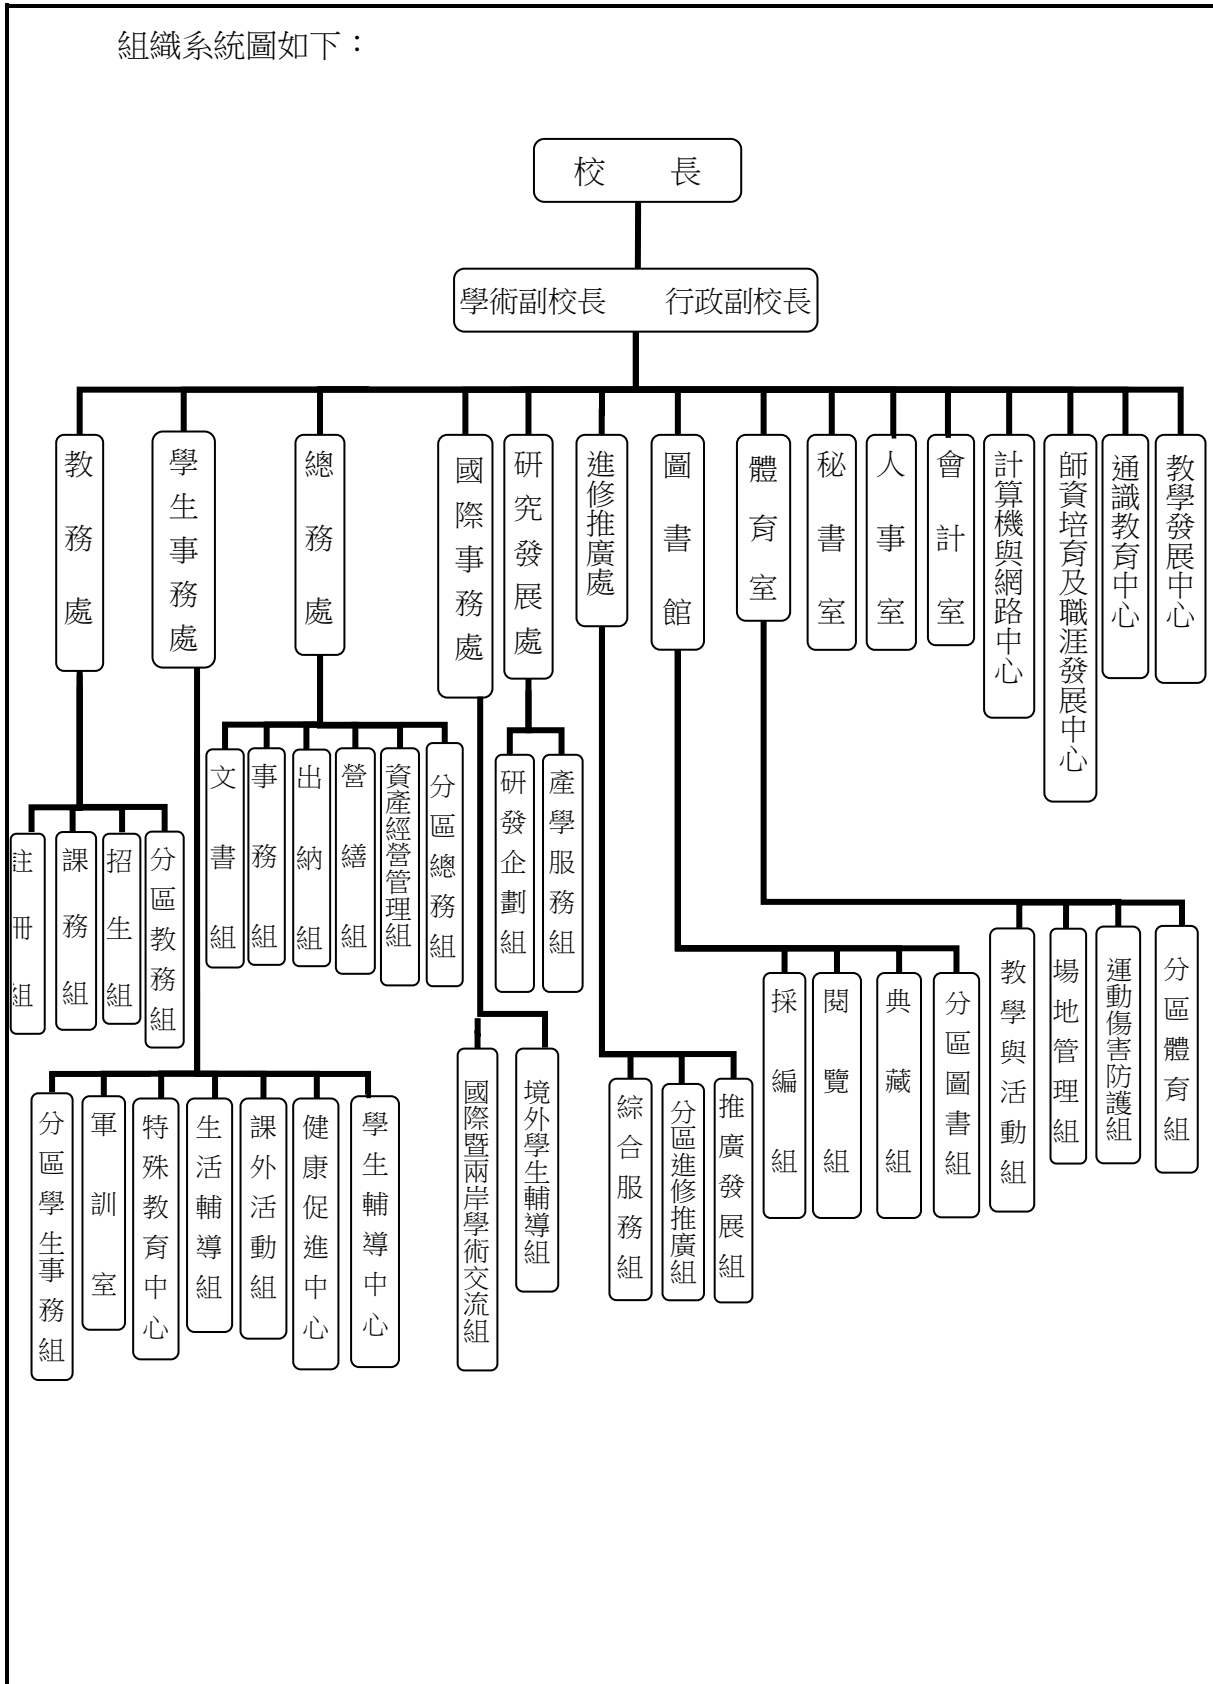 組織系統圖如下：
校 長
學術副校長 行政副校長
教務處
學生事務處
總務處
國際事務處
研究發展處
進修推廣處
圖書館
體育室
秘書室
人事室
會計室
計算機與網路中心
師資培育及職涯發展中心
通識教育中心
教學發展中心
註冊組
課務組
招生組
分區教務組
文書組
事務組
出納組
營繕組
資產經營管理組
分區總務組
研發企劃組
產學服務組
採編組
閱覽組
典藏組
分區圖書組
教學與活動組
場地管理組
運動傷害防護組
分區體育組
分區學生事務組
軍訓室
特殊教育中心
生活輔導組
課外活動組
健康促進中心
學生輔導中心
國際暨兩岸學術交流組
境外學生輔導組
綜合服務組
分區進修推廣組
推廣發展組